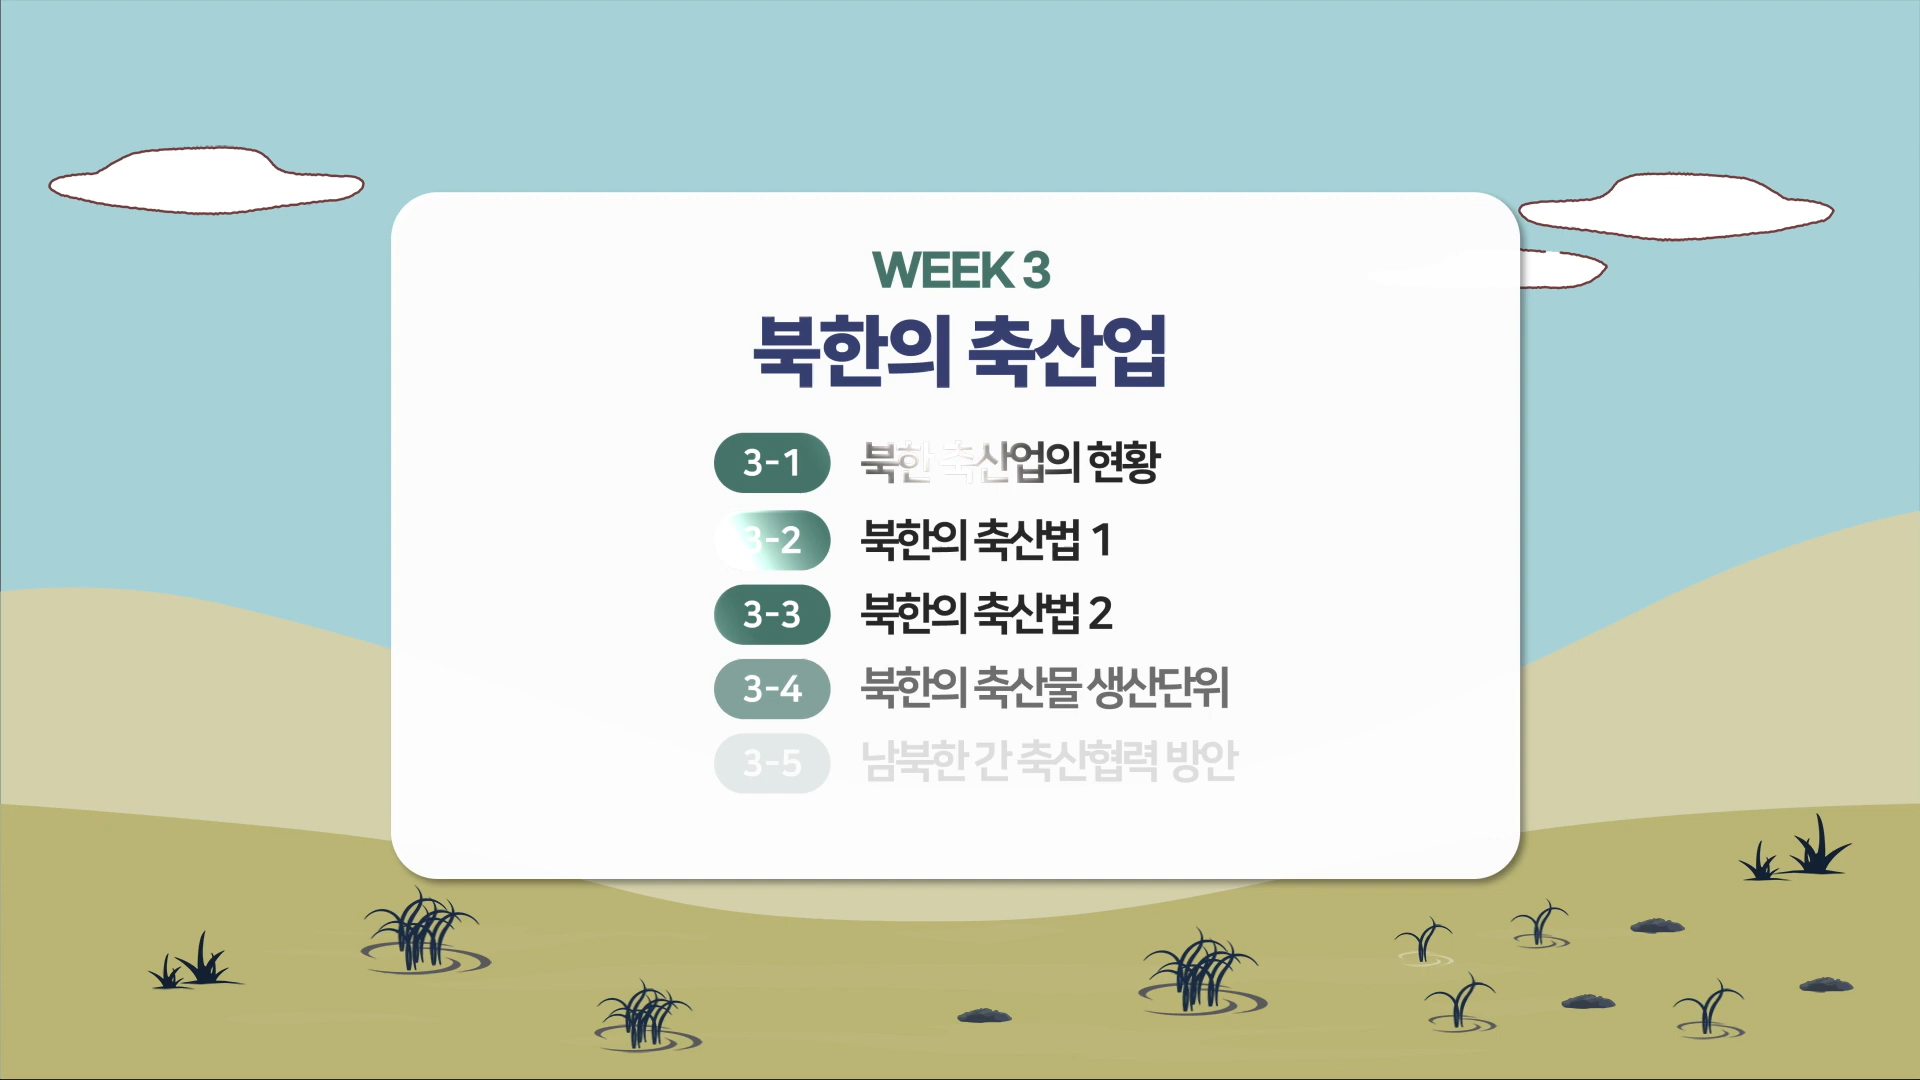 WEEK 3
북한의 축산업
3-1 북한 축산업의 현황
3-2 북한의 축산법 1
3-3 북한의 축산법 2
3-4 북한의 축산물 생산단위
3-5 남북한 간 축산협력 방안